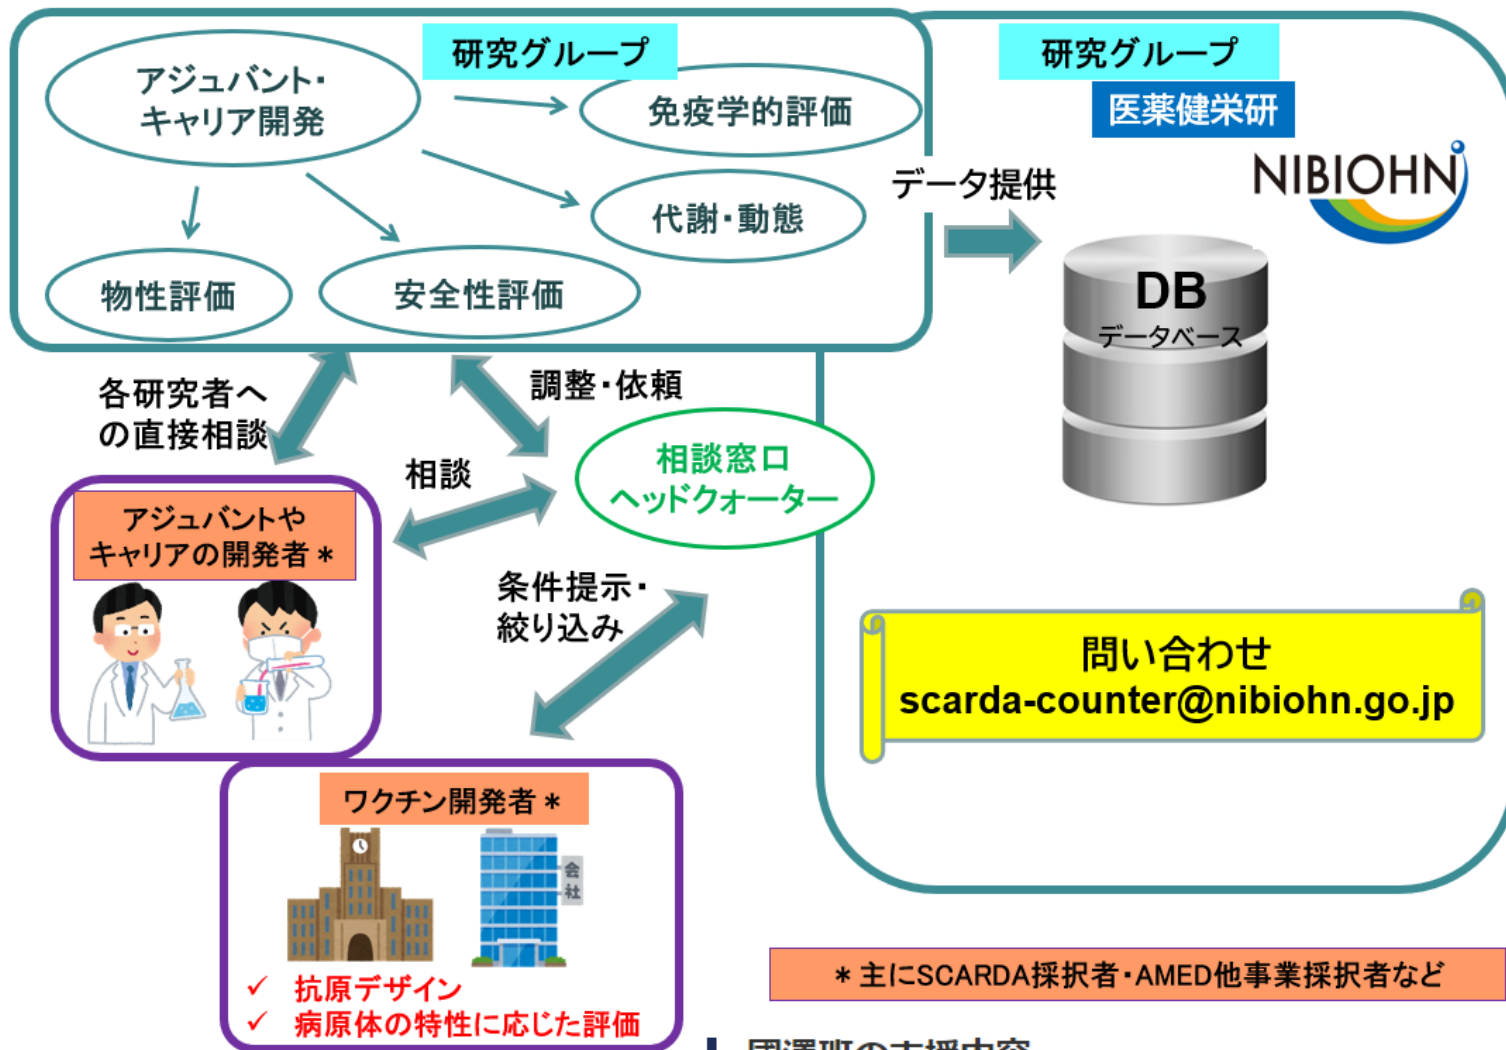 研究グループ
アジュバント・
キャリア開発
免疫学的評価
代謝・動態
物性評価
安全性評価
データ提供
研究グループ
医薬健栄研
NIBIOHN
DB
データベース
各研究者へ
の直接相談
調整・依頼
相談
相談窓口
ヘッドクォーター
アジュバントや
キャリアの開発者*
条件提示・
絞り込み
問い合わせ
scarda-counter@nibiohn.go.jp
ワクチン開発者*
会社
✓ 抗原デザイン
✓ 病原体の特性に応じた評価
*主にSCARDA採択者・AMED他事業採択者など
國澤班の支援内容